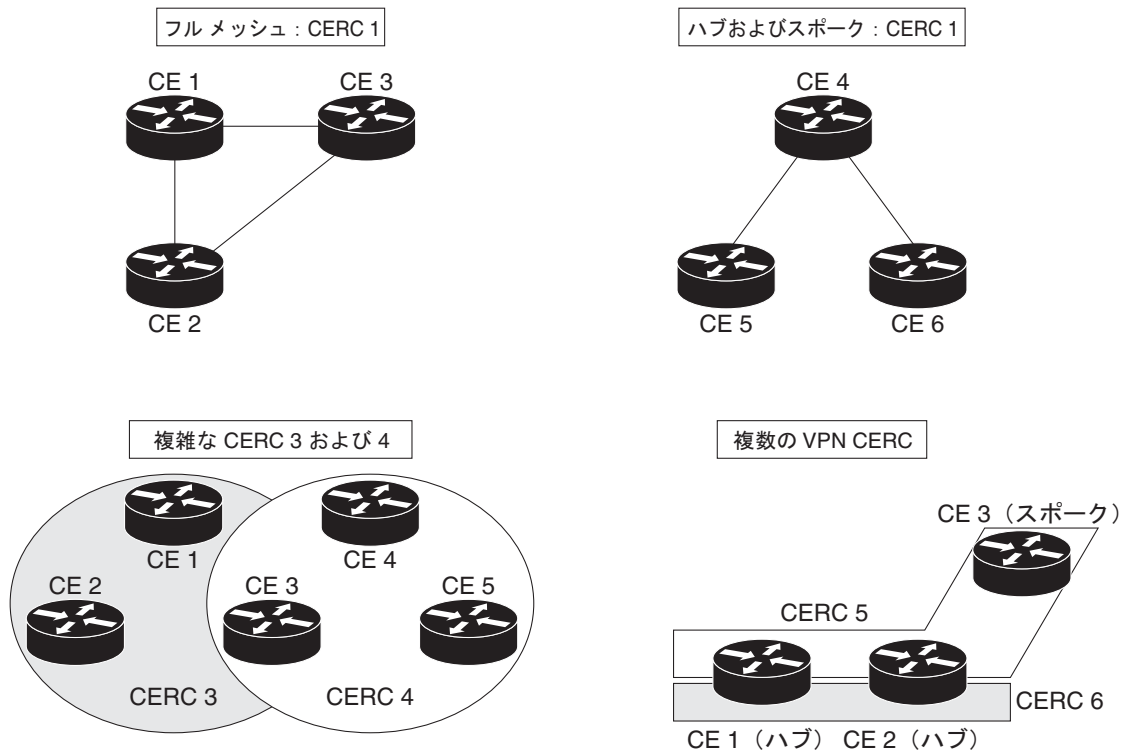 フル メッシュ：CERC 1
CE 1
CE 3
CE 2
ハブおよびスポーク：CERC 1
CE 4
CE 5
CE 6
複雑な CERC 3 および 4
CE 1
CE 4
CE 2
CE 3
CE 5
CERC 3
CERC 4
複数の VPN CERC
CE 3（スポーク）
CERC 5
CERC 6
CE 1（ハブ）
CE 2（ハブ）